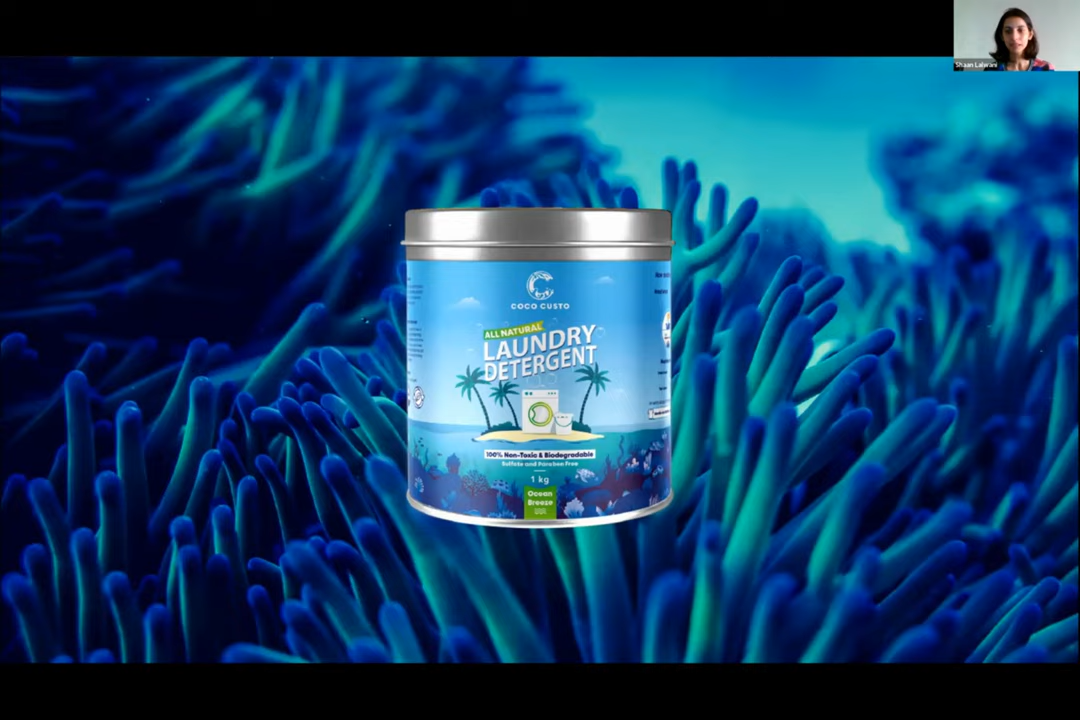 Shaan Lalwani
COCO CUSTO
ALL NATURAL
LAUNDRY
DETERGENT
100% Non-Toxic & Biodegradable
Sulfate and Paraben Free
1 kg
Ocean
Breeze